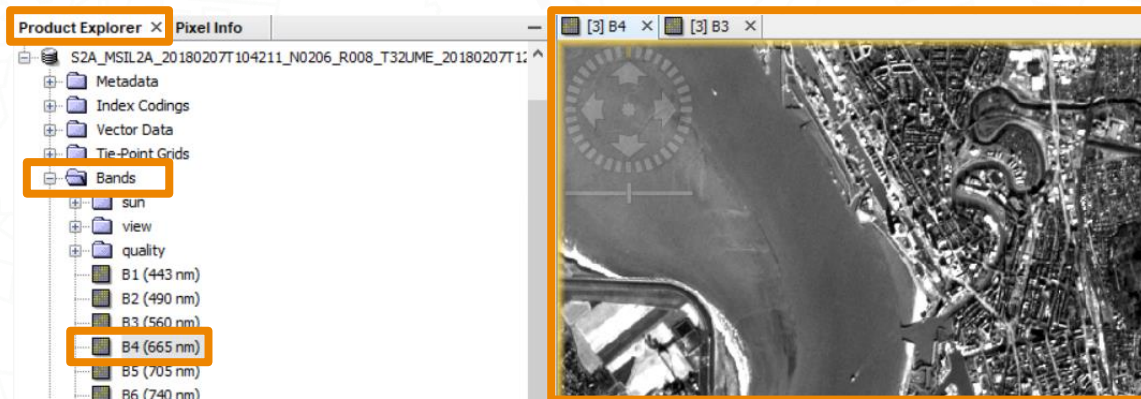 Product Explorer × Pixel Info
S2A_MSIL2A_20180207T104211_N0206_R008_T32UME_20180207T12
Metadata
Index Codings
Vector Data
Tie-Point Grids
Bands
sun
view
quality
B1 (443 nm)
B2 (490 nm)
B3 (560 nm)
B4 (665 nm)
B5 (705 nm)
B6 (740 nm)
[3] B4 × [3] B3 ×